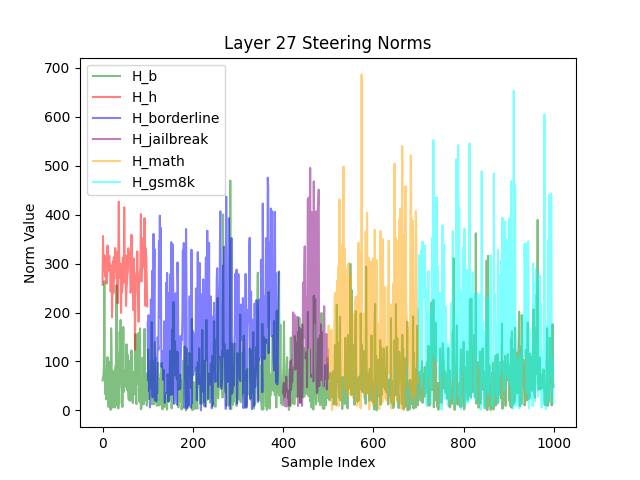 Layer 27 Steering Norms
H_b
H_h
H_borderline
H_jailbreak
H_math
H_gsm8k
Norm Value
700
600
500
400
300
200
100
0
0 200 400 600 800 1000
Sample Index